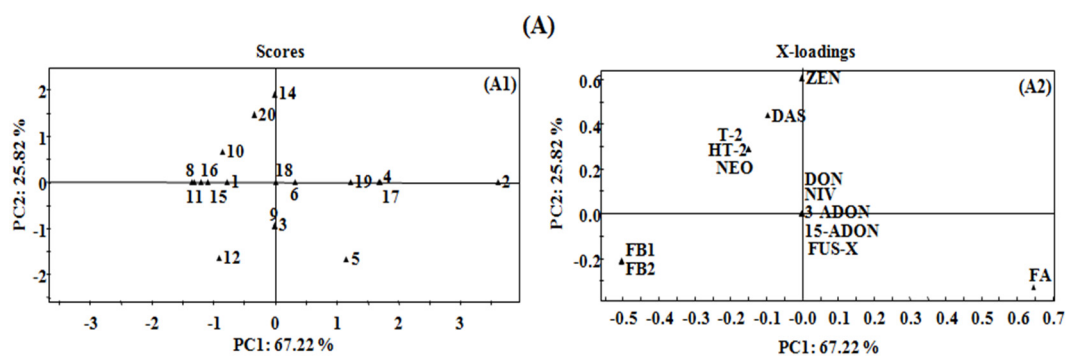 (A)
Scores
(A1)
PC2: 25.82 %
2
1
0
-1
-2
14
20
10
8 16 18 4
1 19 2
11 15 6 17
9
3
12 5
-3 -2 -1 0 1 2 3
PC1: 67.22 %
X-loadings
(A2)
PC2: 25.82 %
0.6
0.4
0.2
0.0
-0.2
ZEN
DAS
T-2
HT-2
NEO
DON
NIV
3-ADON
15-ADON
FUS-X
FB1
FB2
FA
-0.5 -0.4 -0.3 -0.2 -0.1 -0.0 0.1 0.2 0.3 0.4 0.5 0.6 0.7
PC1: 67.22 %